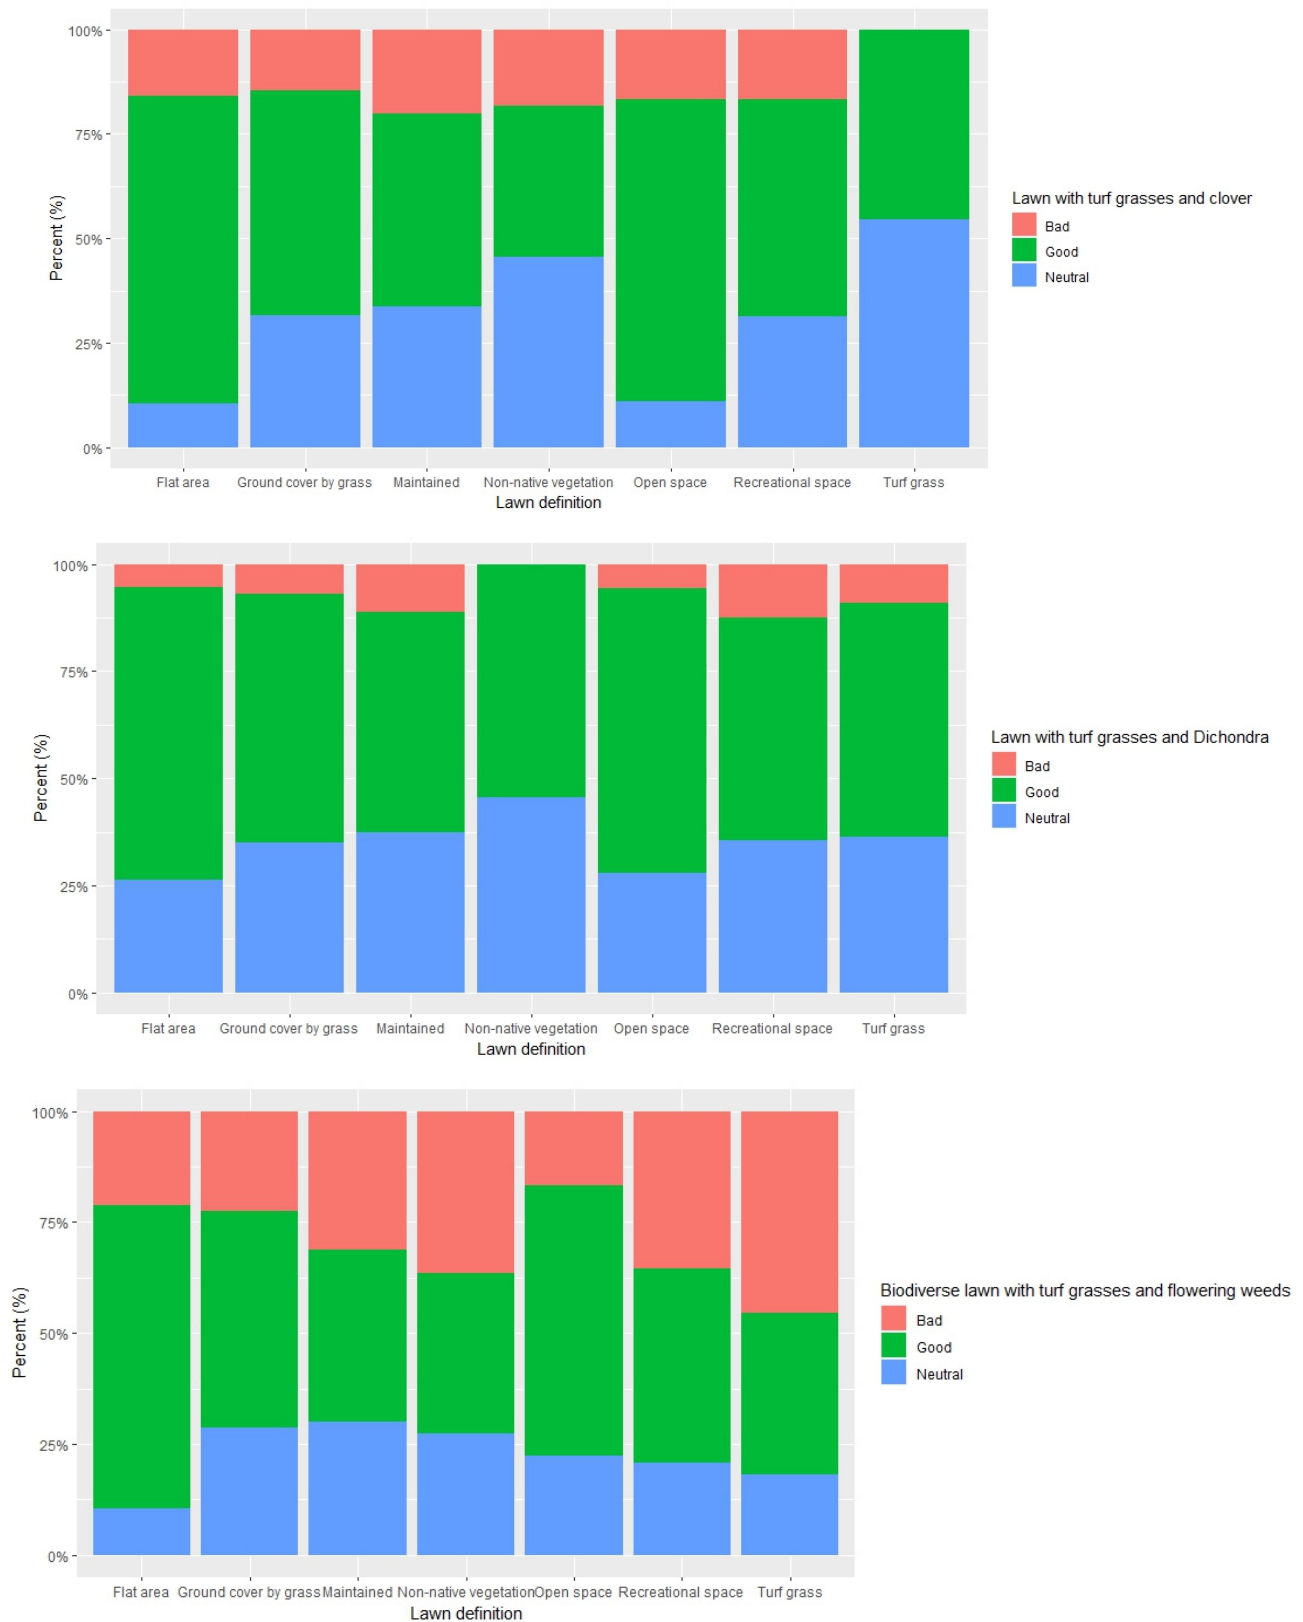 100%
75%
50%
25%
0%
Percent (%)
Flat area Ground cover by grass Maintained Non-native vegetation Open space Recreational space Turf grass
Lawn definition
Lawn with turf grasses and clover
Bad
Good
Neutral
100%
75%
50%
25%
0%
Percent (%)
Flat area Ground cover by grass Maintained Non-native vegetation Open space Recreational space Turf grass
Lawn definition
Lawn with turf grasses and Dichondra
Bad
Good
Neutral
100%
75%
50%
25%
0%
Percent (%)
Flat area Ground cover by grass Maintained Non-native vegetation Open space Recreational space Turf grass
Lawn definition
Biodiverse lawn with turf grasses and flowering weeds
Bad
Good
Neutral